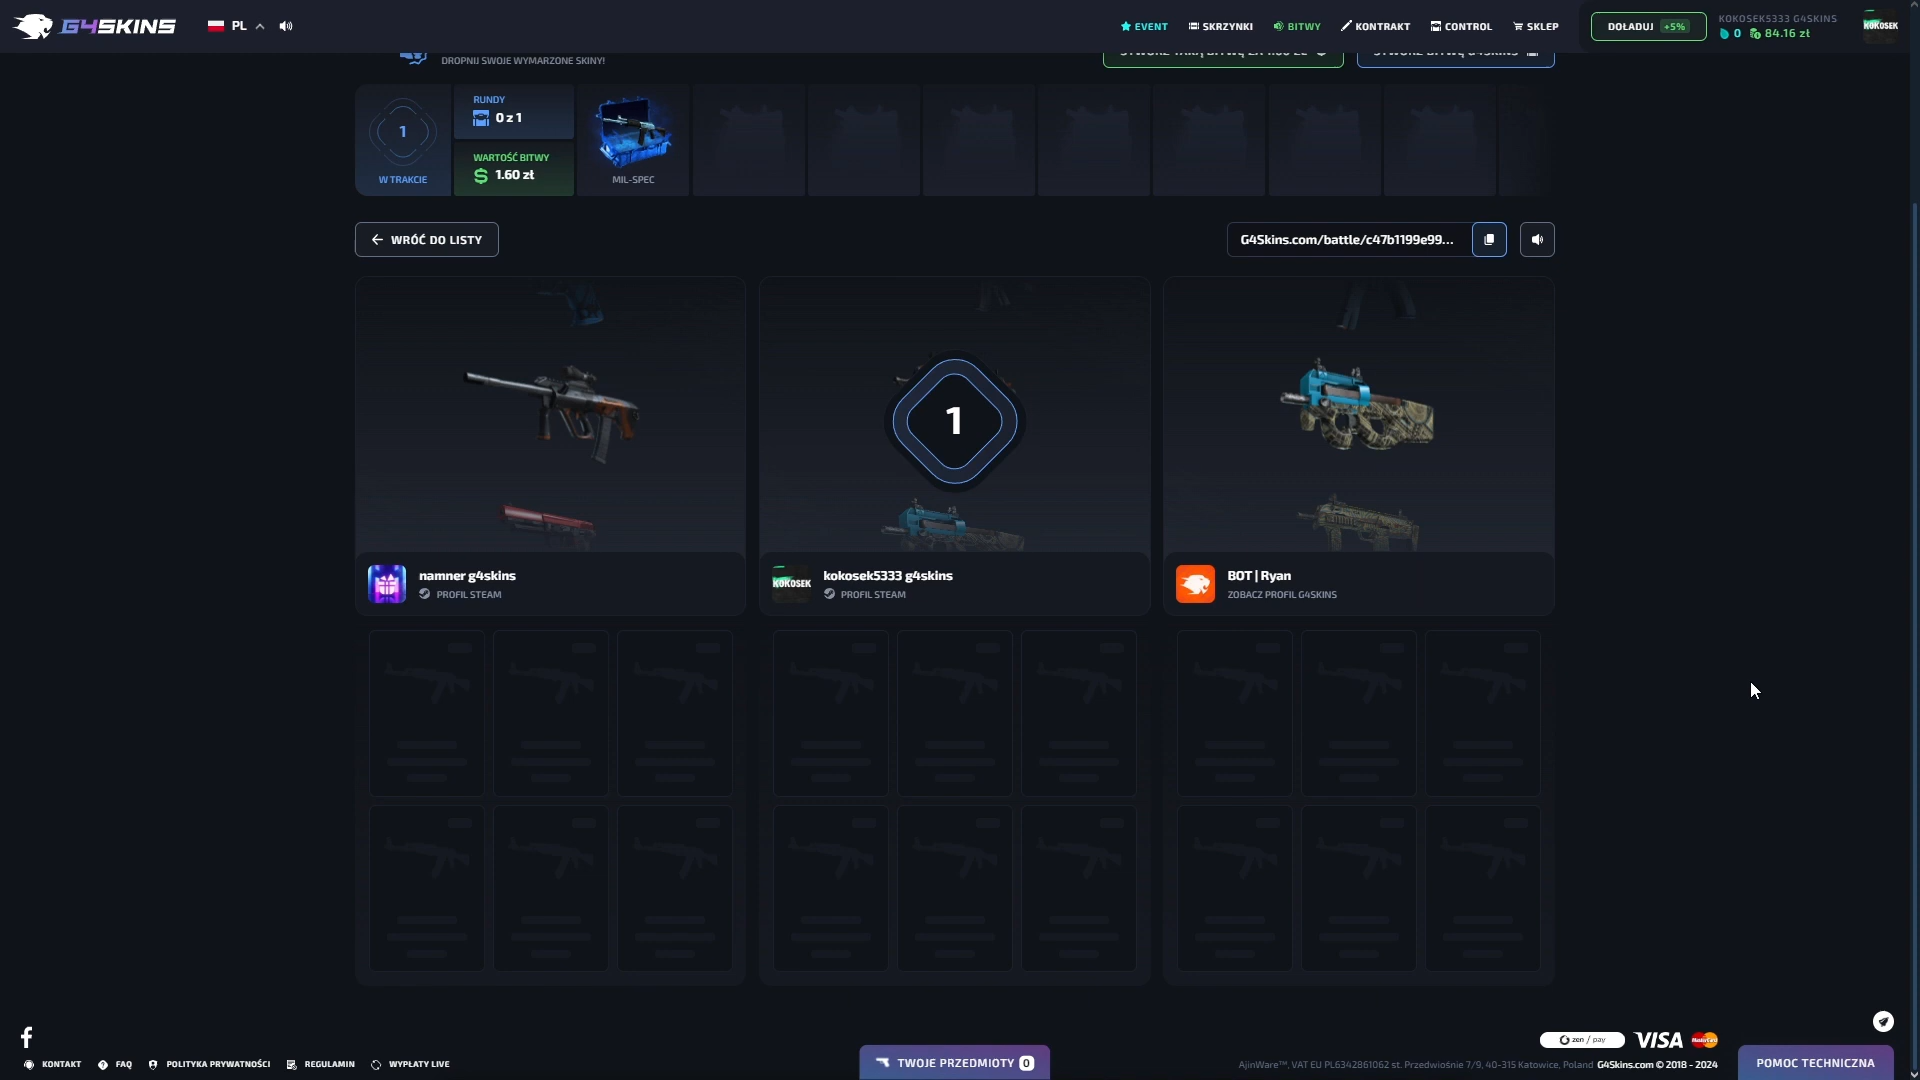 G4SKINS
PL
EVENT
SKRZYNKI
BITWY
KONTRAKT
CONTROL
SKLEP
DOŁADUJ +5%
KOKOSEK5333 G4SKINS
0 84.16 zł
KOKOSEK
DROPNIJ SWOJE WYMARZONE SKINY!
1
W TRAKCIE
RUNDY
0 z 1
WARTOŚĆ BITWY
1.60 zł
MIL-SPEC
WRÓĆ DO LISTY
G4Skins.com/battle/c47b1199e99...
1
namner g4skins
PROFIL STEAM
KOKOSEK
kokosek5333 g4skins
PROFIL STEAM
BOT | Ryan
ZOBACZ PROFIL G4SKINS
KONTAKT
FAQ
POLITYKA PRYWATNOŚCI
REGULAMIN
WYPŁATY LIVE
TWOJE PRZEDMIOTY 0
zen / pay
VISA
AjinWare™, VAT EU PL6342861062 st. Przedwiośnie 7/9, 40-315 Katowice, Poland G4Skins.com © 2018 - 2024
POMOC TECHNICZNA